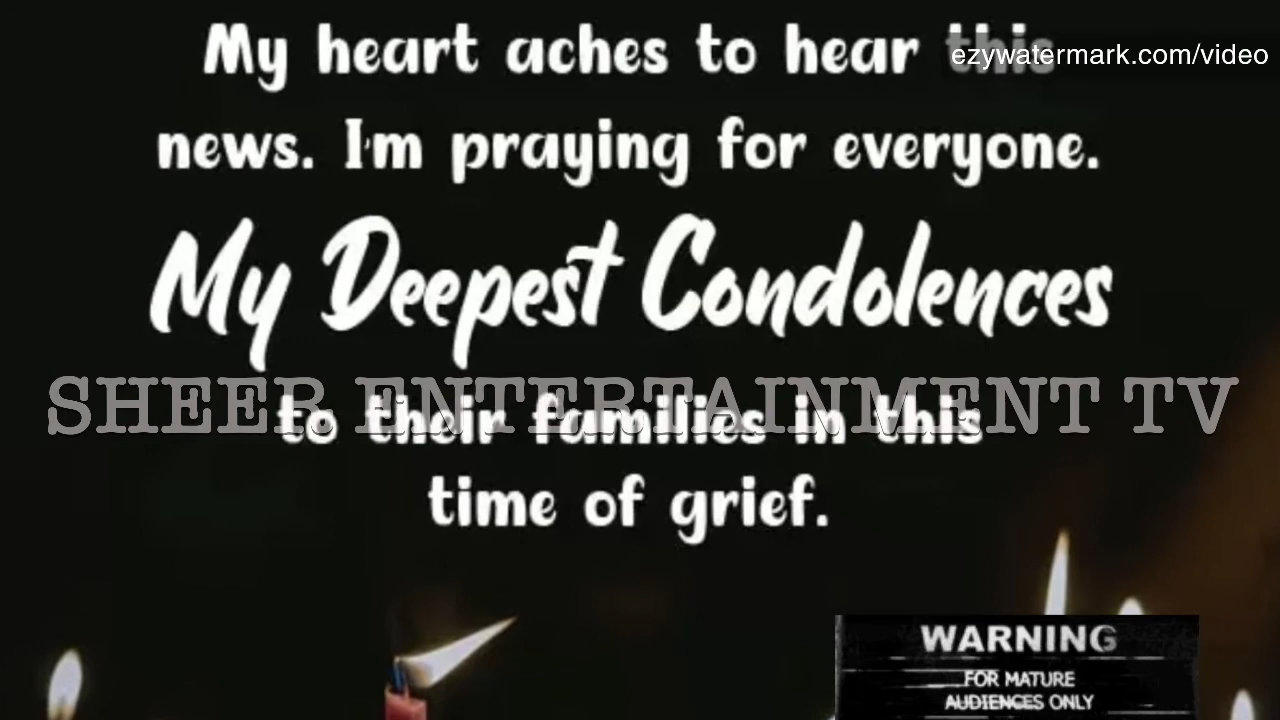 My heart aches to hear this
ezywatermark.com/video
news. I'm praying for everyone.
My Deepest Condolences
SHEER ENTERTAINMENT TV
to their families in this
time of grief.
WARNING
FOR MATURE
AUDIENCES ONLY